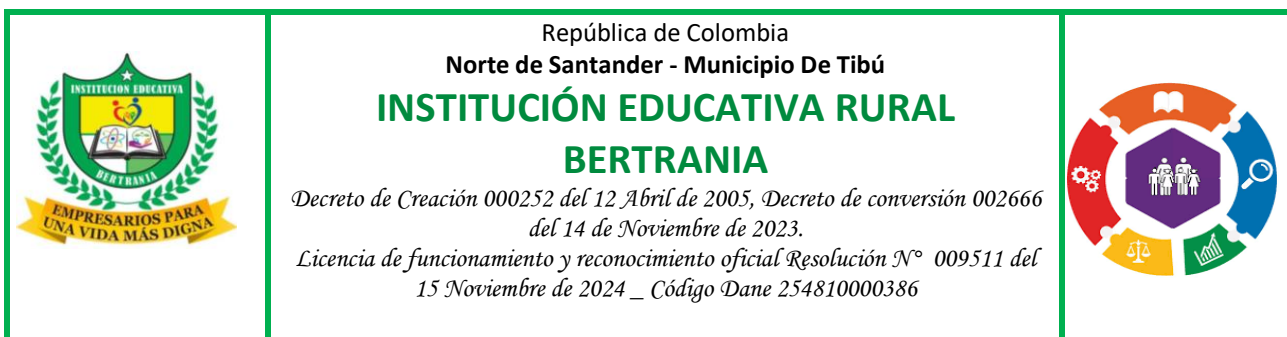 INSTITUCION EDUCATIVA
BERTRANIA
EMPRESARIOS PARA
UNA VIDA MÁS DIGNA
República de Colombia
Norte de Santander - Municipio De Tibú
INSTITUCIÓN EDUCATIVA RURAL
BERTRANIA
Decreto de Creación 000252 del 12 Abril de 2005, Decreto de conversión 002666
del 14 de Noviembre de 2023.
Licencia de funcionamiento y reconocimiento oficial Resolución N° 009511 del
15 Noviembre de 2024 _ Código Dane 254810000386